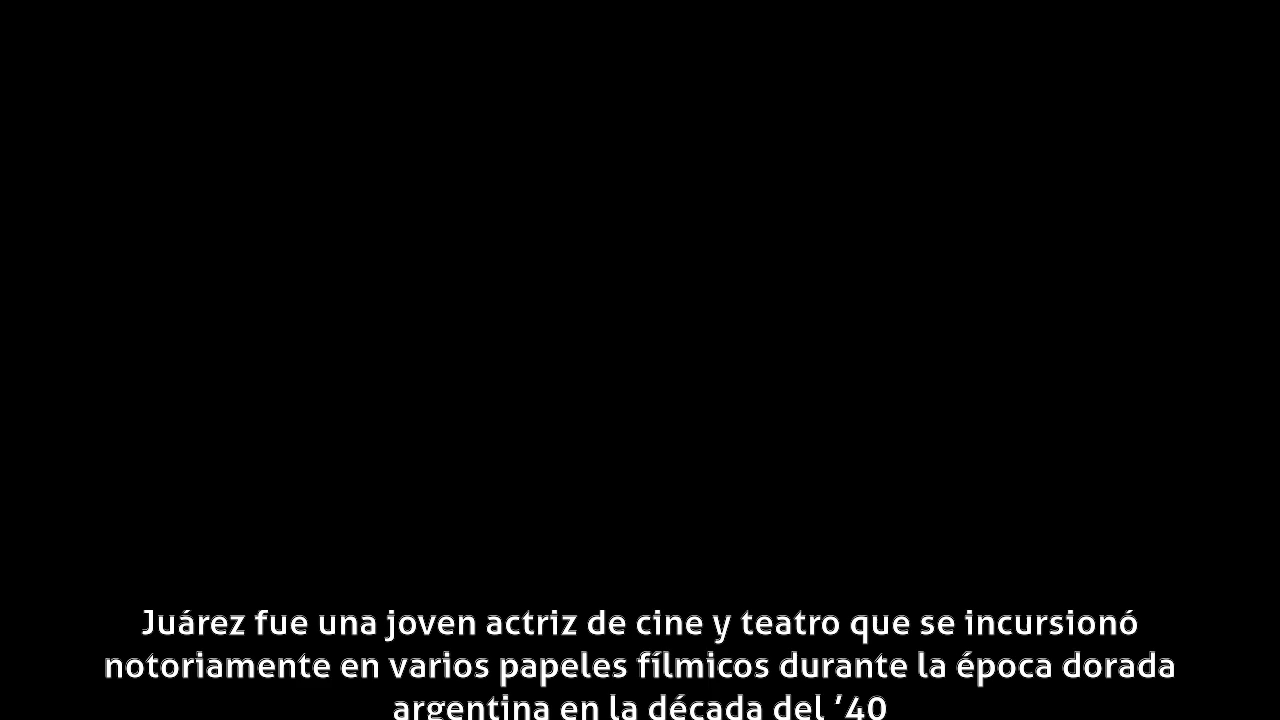 Juárez fue una joven actriz de cine y teatro que se incursionó
notoriamente en varios papeles fílmicos durante la época dorada
argentina en la década del ’40